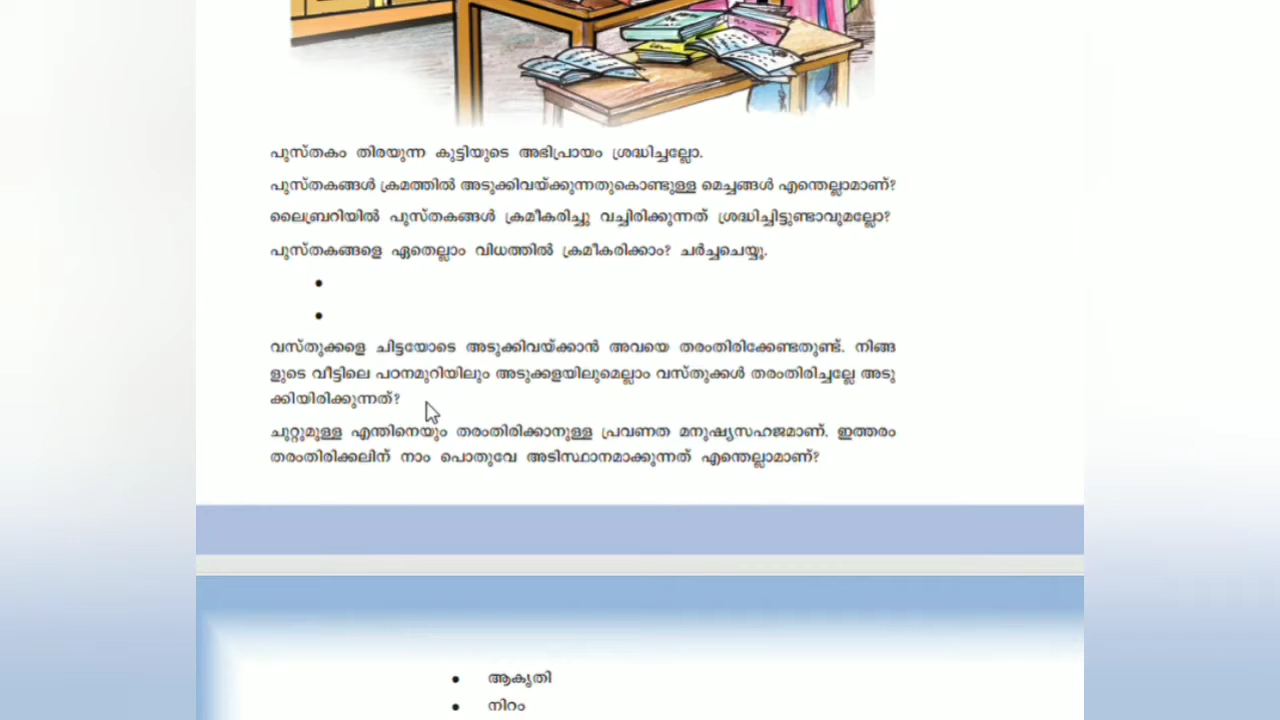 പുസ്തകം തിരയുന്ന കുട്ടിയുടെ അഭിപ്രായം ശ്രദ്ധിച്ചല്ലോ.
പുസ്തകങ്ങൾ ക്രമത്തിൽ അടുക്കിവയ്ക്കുന്നതുകൊണ്ടുള്ള മെച്ചങ്ങൾ എന്തെല്ലാമാണ്?
ലൈബ്രറിയിൽ പുസ്തകങ്ങൾ ക്രമീകരിച്ചു വച്ചിരിക്കുന്നത് ശ്രദ്ധിച്ചിട്ടുണ്ടാവുമല്ലോ?
പുസ്തകങ്ങളെ ഏതെല്ലാം വിധത്തിൽ ക്രമീകരിക്കാം? ചർച്ചചെയ്യൂ.
•
•
വസ്തുക്കളെ ചിട്ടയോടെ അടുക്കിവയ്ക്കാൻ അവയെ തരംതിരിക്കേണ്ടതുണ്ട്. നിങ്ങ
ളുടെ വീട്ടിലെ പഠനമുറിയിലും അടുക്കളയിലുമെല്ലാം വസ്തുക്കൾ തരംതിരിച്ചല്ലേ അടു
ക്കിയിരിക്കുന്നത്?
ചുറ്റുമുള്ള എന്തിനെയും തരംതിരിക്കാനുള്ള പ്രവണത മനുഷ്യസഹജമാണ്. ഇത്തരം
തരംതിരിക്കലിന് നാം പൊതുവേ അടിസ്ഥാനമാക്കുന്നത് എന്തെല്ലാമാണ്?
• ആകൃതി
• നിറം